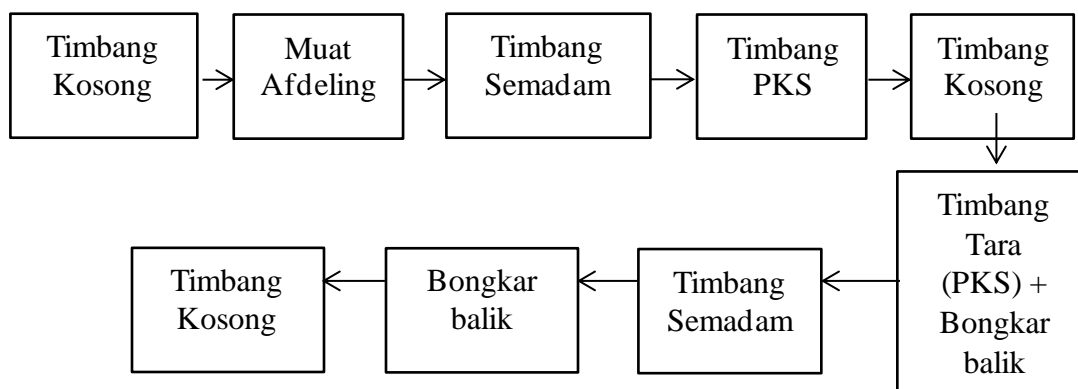 Timbang
Kosong
Muat
Afdeling
Timbang
Semadam
Timbang
PKS
Timbang
Kosong
Timbang
Tara
(PKS) +
Bongkar
balik
Timbang
Semadam
Bongkar
balik
Timbang
Kosong